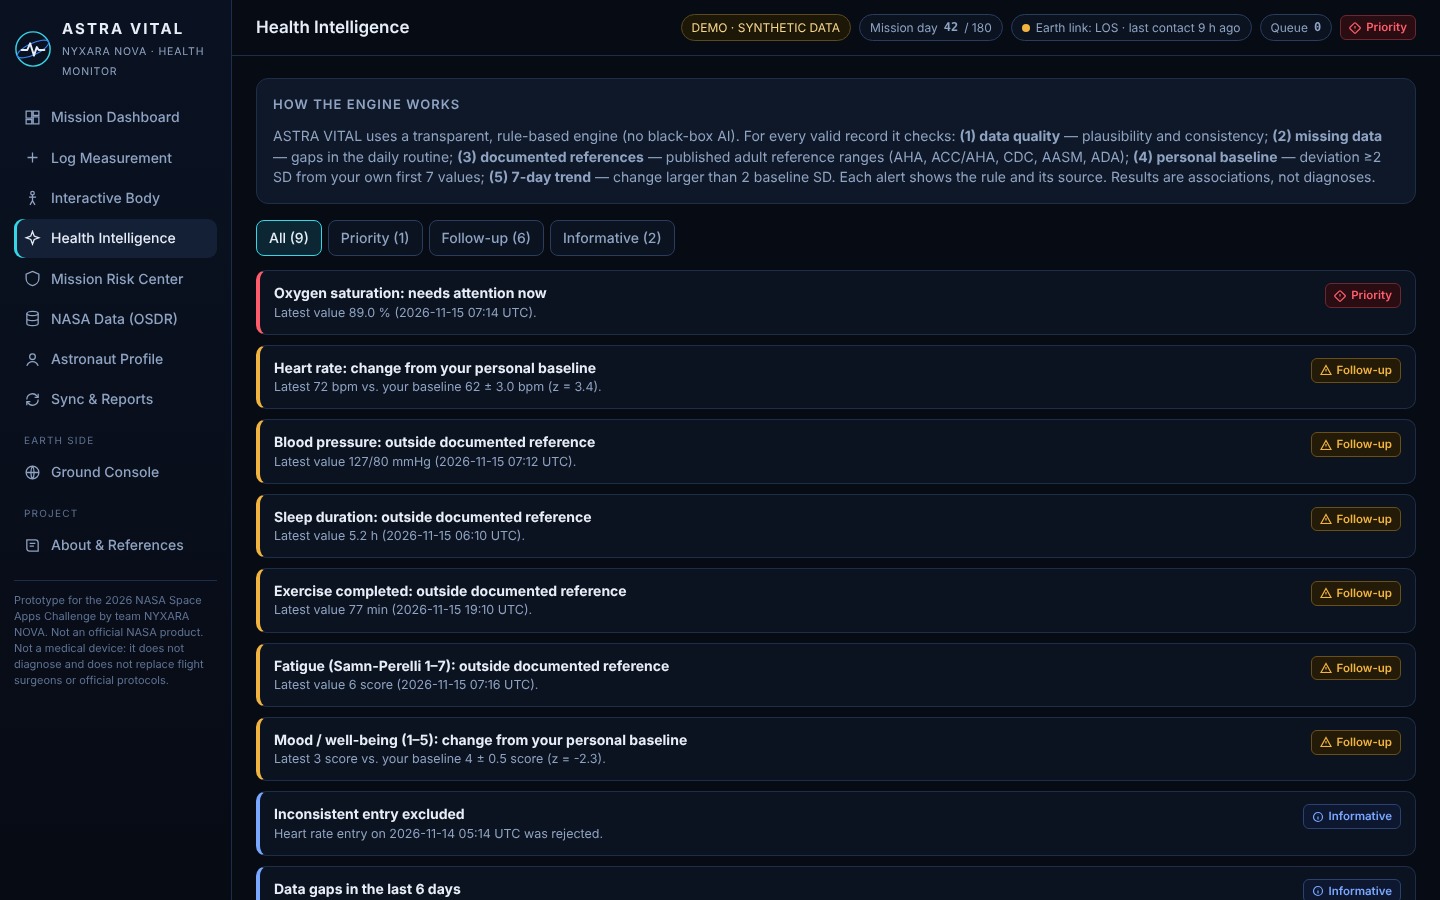 ASTRA VITAL
NYXARA NOVA · HEALTH
MONITOR
Mission Dashboard
Log Measurement
Interactive Body
Health Intelligence
Mission Risk Center
NASA Data (OSDR)
Astronaut Profile
Sync & Reports
EARTH SIDE
Ground Console
PROJECT
About & References
Prototype for the 2026 NASA Space
Apps Challenge by team NYXARA
NOVA. Not an official NASA product.
Not a medical device: it does not
diagnose and does not replace flight
surgeons or official protocols.
Health Intelligence
DEMO · SYNTHETIC DATA
Mission day 42 / 180
Earth link: LOS · last contact 9 h ago
Queue 0
Priority
HOW THE ENGINE WORKS
ASTRA VITAL uses a transparent, rule-based engine (no black-box AI). For every valid record it checks: (1) data quality — plausibility and consistency; (2) missing data
— gaps in the daily routine; (3) documented references — published adult reference ranges (AHA, ACC/AHA, CDC, AASM, ADA); (4) personal baseline — deviation ≥2
SD from your own first 7 values; (5) 7-day trend — change larger than 2 baseline SD. Each alert shows the rule and its source. Results are associations, not diagnoses.
All (9)
Priority (1)
Follow-up (6)
Informative (2)
Oxygen saturation: needs attention now
Latest value 89.0 % (2026-11-15 07:14 UTC).
Priority
Heart rate: change from your personal baseline
Latest 72 bpm vs. your baseline 62 ± 3.0 bpm (z = 3.4).
Follow-up
Blood pressure: outside documented reference
Latest value 127/80 mmHg (2026-11-15 07:12 UTC).
Follow-up
Sleep duration: outside documented reference
Latest value 5.2 h (2026-11-15 06:10 UTC).
Follow-up
Exercise completed: outside documented reference
Latest value 77 min (2026-11-15 19:10 UTC).
Follow-up
Fatigue (Samn-Perelli 1–7): outside documented reference
Latest value 6 score (2026-11-15 07:16 UTC).
Follow-up
Mood / well-being (1–5): change from your personal baseline
Latest 3 score vs. your baseline 4 ± 0.5 score (z = -2.3).
Follow-up
Inconsistent entry excluded
Heart rate entry on 2026-11-14 05:14 UTC was rejected.
Informative
Data gaps in the last 6 days
Informative